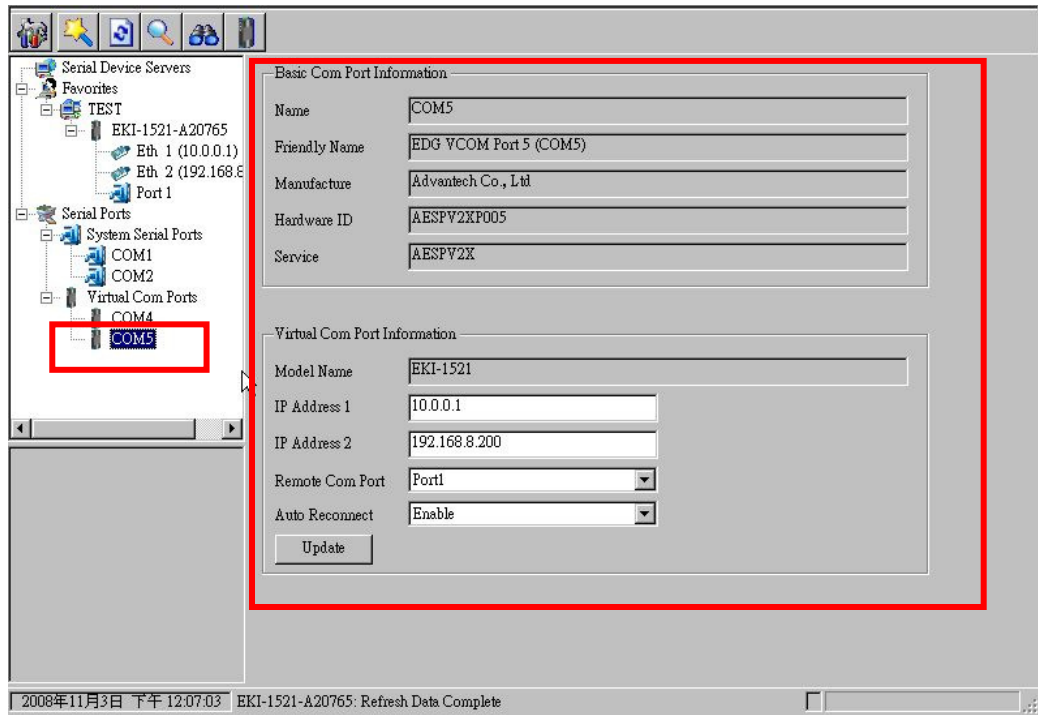 Serial Device Servers
Favorites
TEST
EKI-1521-A20765
Eth 1 (10.0.0.1)
Eth 2 (192.168.8
Port 1
Serial Ports
System Serial Ports
COM1
COM2
Virtual Com Ports
COM4
COM5
Basic Com Port Information
Name COM5
Friendly Name EDG VCOM Port 5 (COM5)
Manufacture Advantech Co., Ltd
Hardware ID AESPV2XP005
Service AESPV2X
Virtual Com Port Information
Model Name EKI-1521
IP Address 1 10.0.0.1
IP Address 2 192.168.8.200
Remote Com Port Port1
Auto Reconnect Enable
Update
2008年11月3日 下午 12:07:03 EKI-1521-A20765: Refresh Data Complete